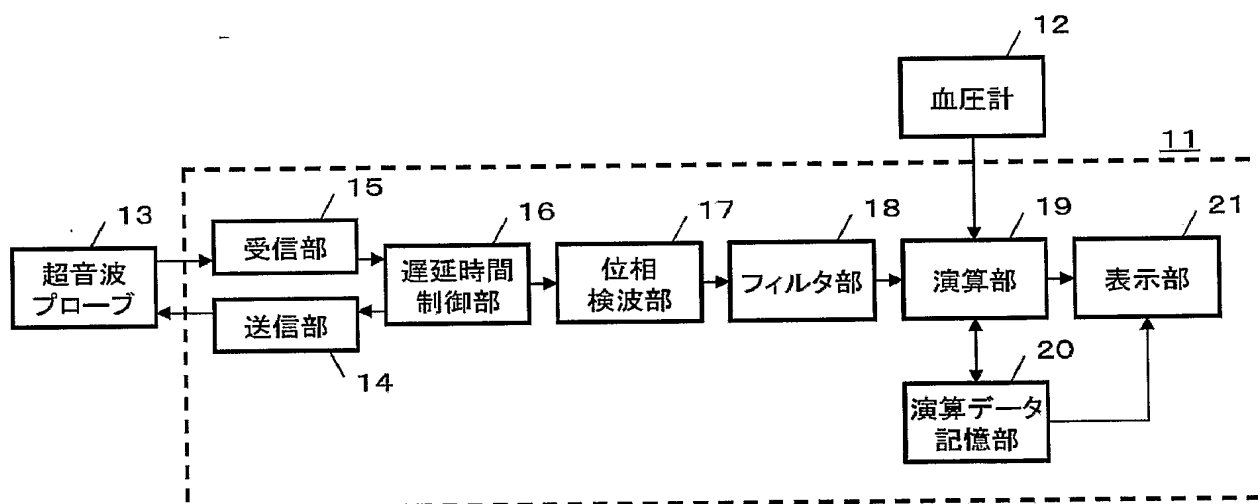 12
血圧計
11
13
超音波
プローブ
15
受信部
送信部
14
16
遅延時間
制御部
17
位相
検波部
18
フィルタ部
19
演算部
21
表示部
20
演算データ
記憶部